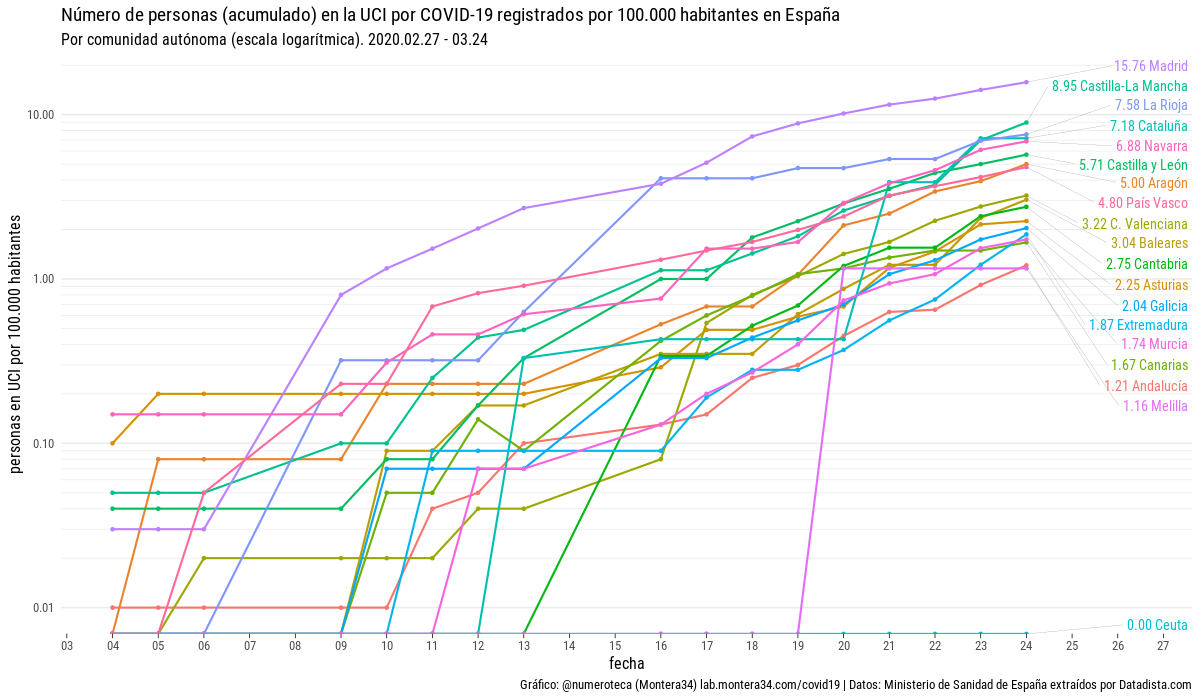 Número de personas (acumulado) en la UCI por COVID-19 registrados por 100.000 habitantes en España
Por comunidad autónoma (escala logarítmica). 2020.02.27 - 03.24
personas en UCI por 100.000 habitantes
10.00
1.00
0.10
0.01
15.76 Madrid
8.95 Castilla-La Mancha
7.58 La Rioja
7.18 Cataluña
6.88 Navarra
5.71 Castilla y León
5.00 Aragón
4.80 País Vasco
3.22 C. Valenciana
3.04 Baleares
2.75 Cantabria
2.25 Asturias
2.04 Galicia
1.87 Extremadura
1.74 Murcia
1.67 Canarias
1.21 Andalucía
1.16 Melilla
0.00 Ceuta
03 04 05 06 07 08 09 10 11 12 13 14 15 16 17 18 19 20 21 22 23 24 25 26 27
fecha
Gráfico: @numeroteca (Montera34) lab.montera34.com/covid19 | Datos: Ministerio de Sanidad de España extraídos por Datadista.com